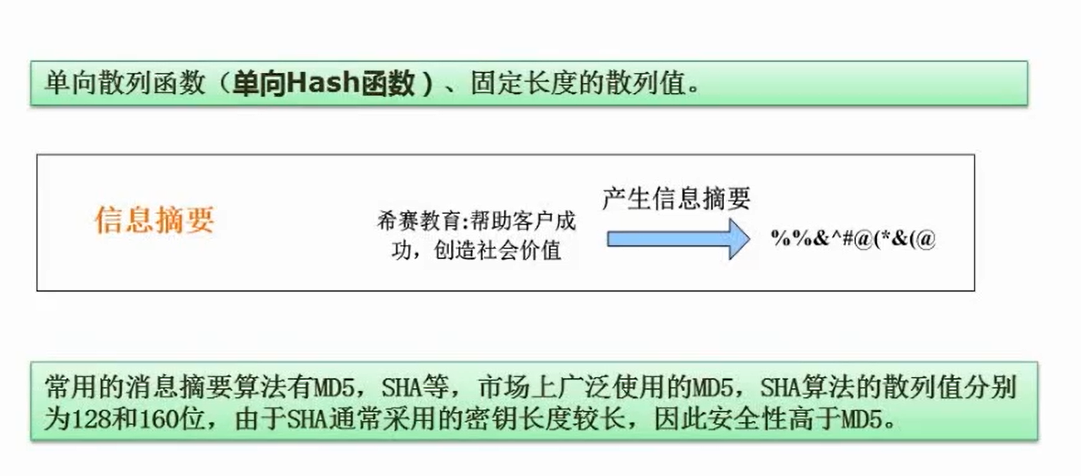 单向散列函数（单向Hash函数）、固定长度的散列值。
信息摘要
希赛教育:帮助客户成
功，创造社会价值
产生信息摘要
%%&^#@(*&(@
常用的消息摘要算法有MD5，SHA等，市场上广泛使用的MD5，SHA算法的散列值分别
为128和160位，由于SHA通常采用的密钥长度较长，因此安全性高于MD5。